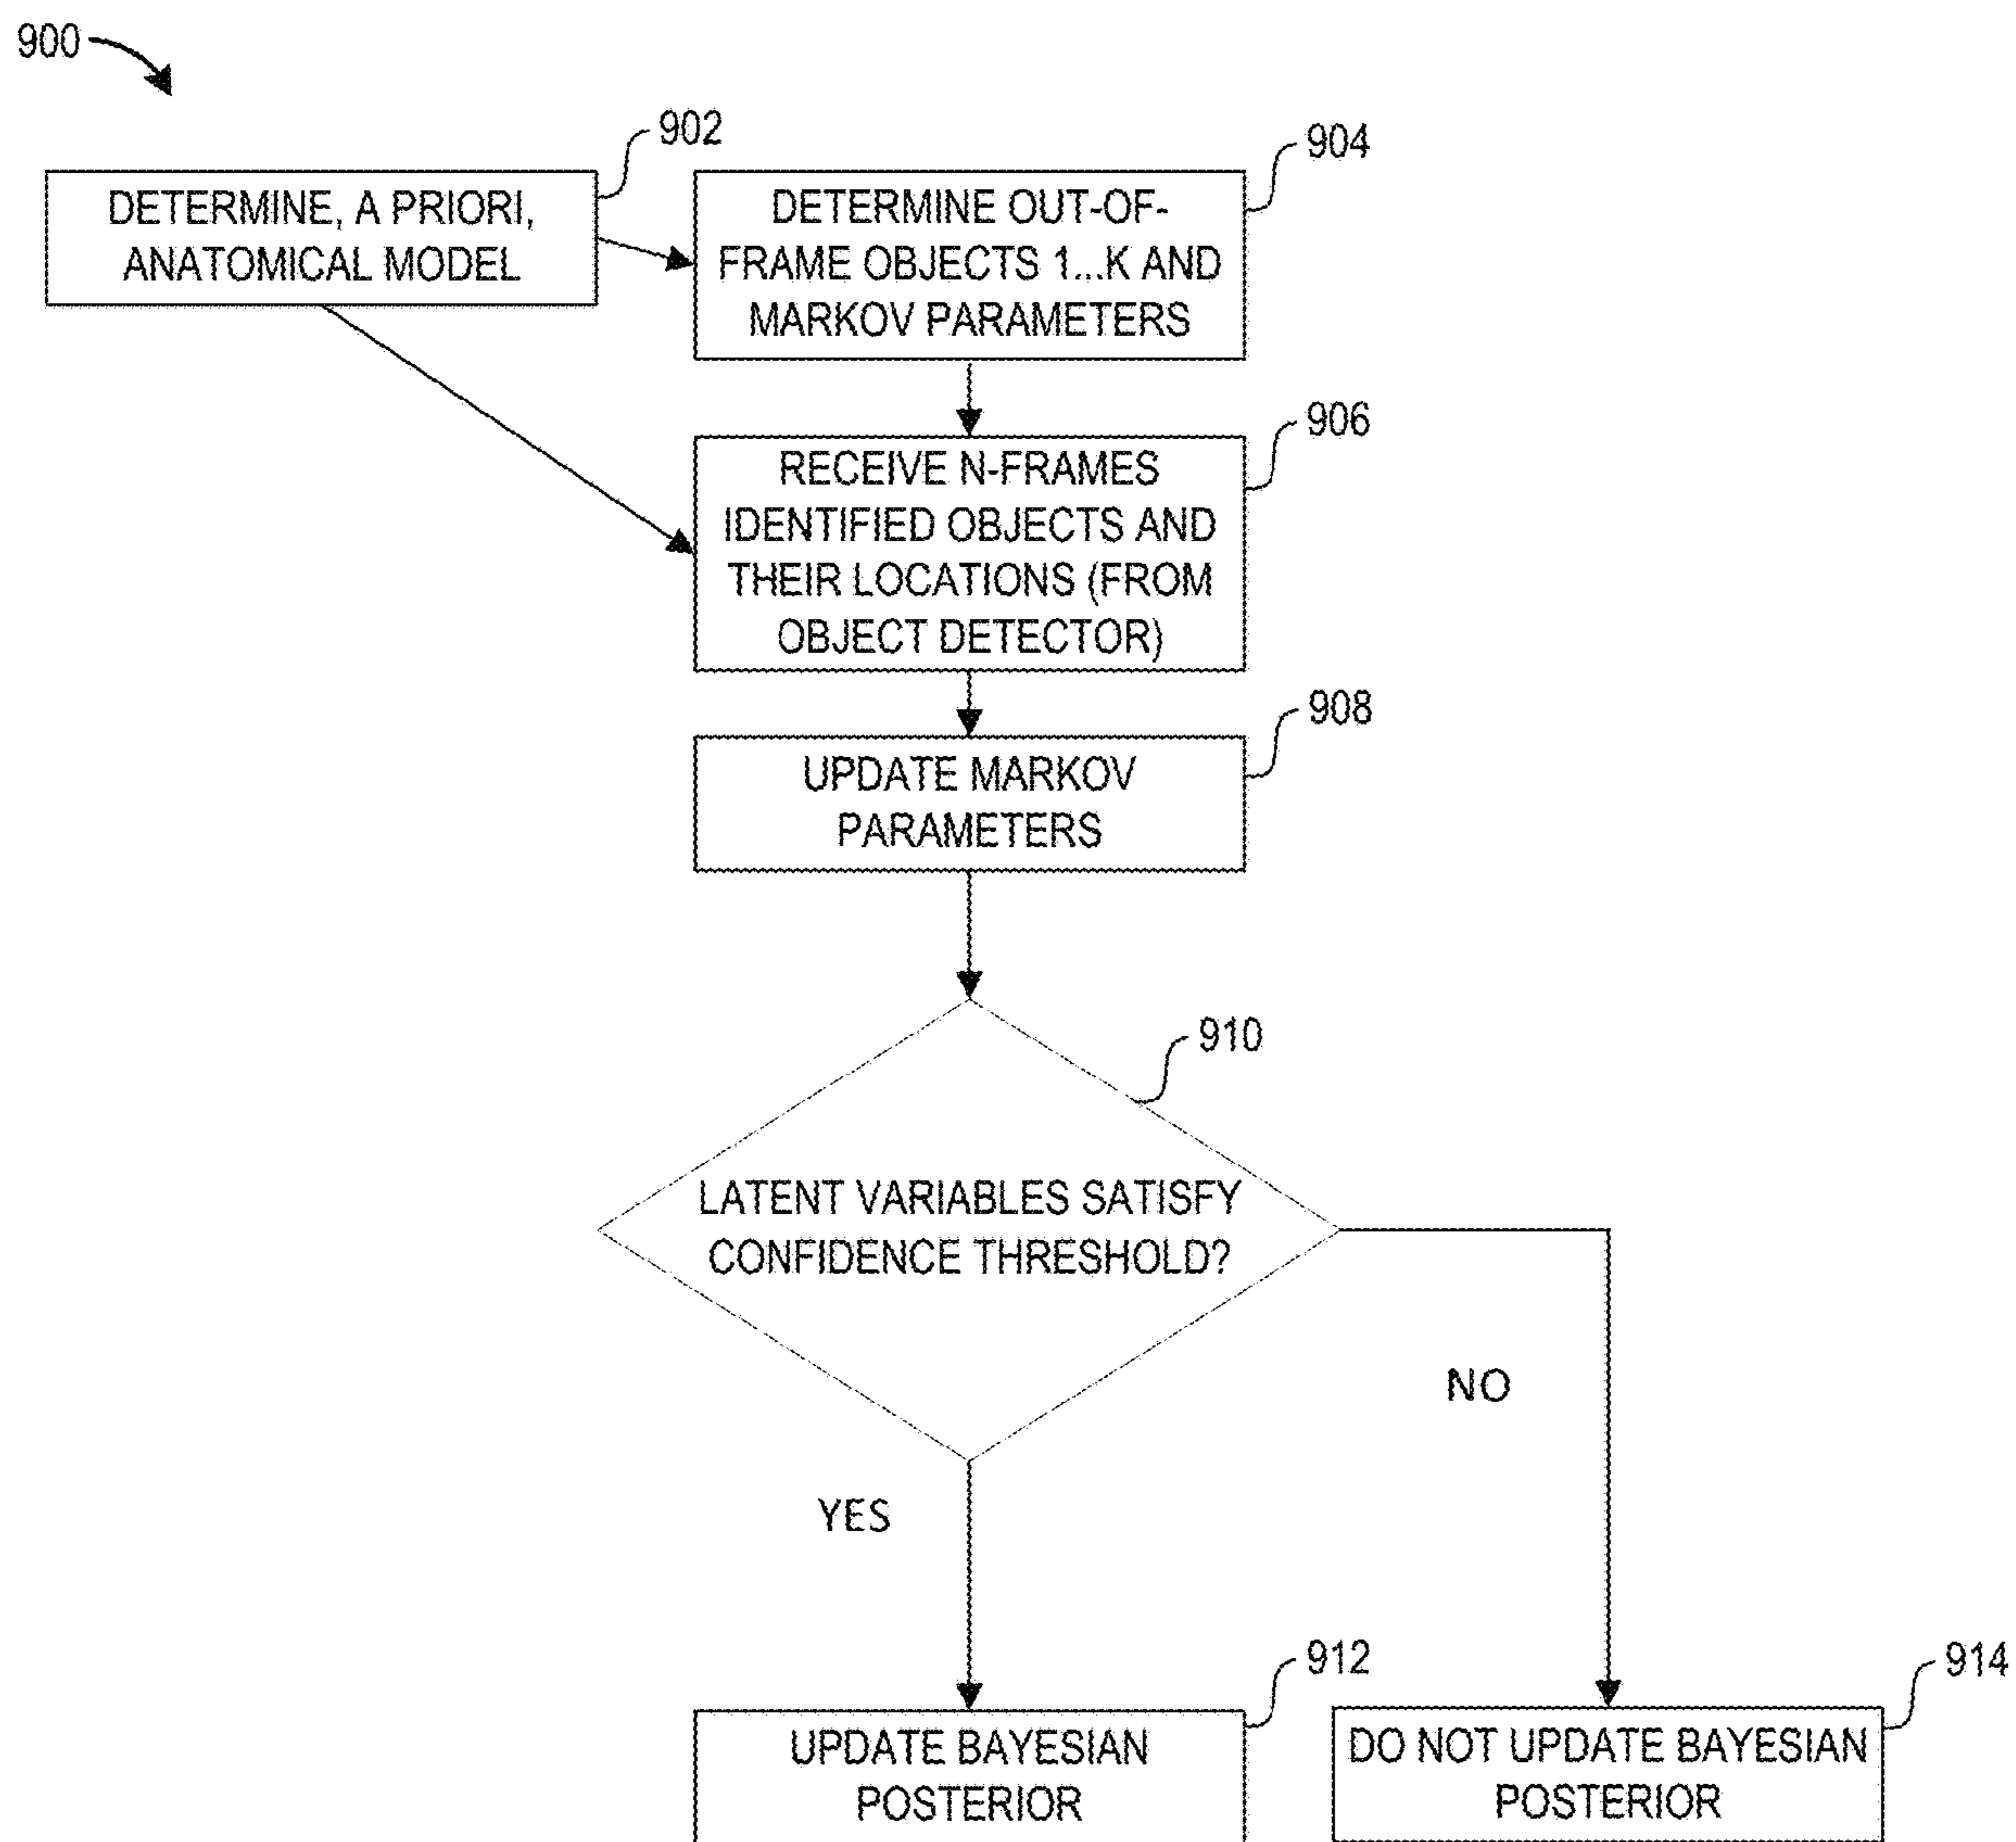 900
902
DETERMINE, A PRIORI,
ANATOMICAL MODEL
904
DETERMINE OUT-OF-
FRAME OBJECTS 1...K AND
MARKOV PARAMETERS
906
RECEIVE N-FRAMES
IDENTIFIED OBJECTS AND
THEIR LOCATIONS (FROM
OBJECT DETECTOR)
908
UPDATE MARKOV
PARAMETERS
910
LATENT VARIABLES SATISFY
CONFIDENCE THRESHOLD?
NO
YES
912
UPDATE BAYESIAN
POSTERIOR
914
DO NOT UPDATE BAYESIAN
POSTERIOR